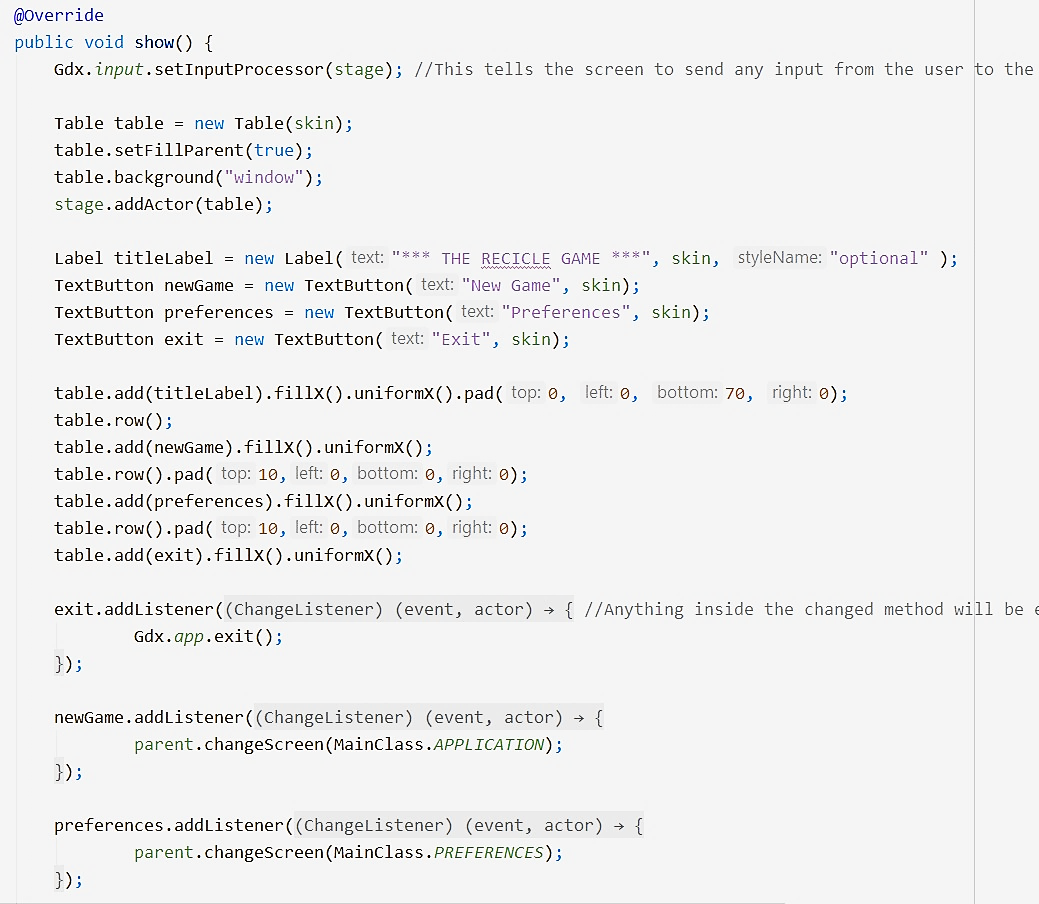 @Override
public void show() {
Gdx.input.setInputProcessor(stage); //This tells the screen to send any input from the user to the
Table table = new Table(skin);
table.setFillParent(true);
table.background("window");
stage.addActor(table);
Label titleLabel = new Label( text: "*** THE RECICLE GAME ***", skin, styleName: "optional" );
TextButton newGame = new TextButton( text: "New Game", skin);
TextButton preferences = new TextButton( text: "Preferences", skin);
TextButton exit = new TextButton( text: "Exit", skin);
table.add(titleLabel).fillX().uniformX().pad( top: 0, left: 0, bottom: 70, right: 0);
table.row();
table.add(newGame).fillX().uniformX();
table.row().pad( top: 10, left: 0, bottom: 0, right: 0);
table.add(preferences).fillX().uniformX();
table.row().pad( top: 10, left: 0, bottom: 0, right: 0);
table.add(exit).fillX().uniformX();
exit.addListener((ChangeListener) (event, actor) → { //Anything inside the changed method will be
Gdx.app.exit();
});
newGame.addListener((ChangeListener) (event, actor) → {
parent.changeScreen(MainClass.APPLICATION);
});
preferences.addListener((ChangeListener) (event, actor) → {
parent.changeScreen(MainClass.PREFERENCES);
});